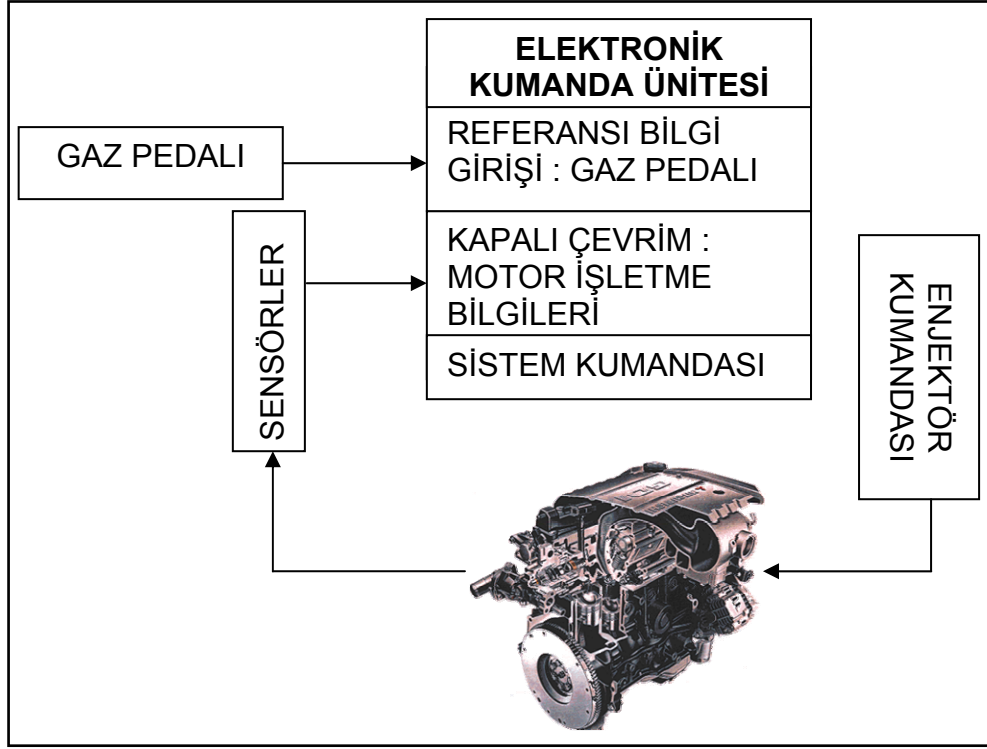 ELEKTRONİK
KUMANDA ÜNİTESİ
GAZ PEDALI
REFERANSI BİLGİ
GİRİŞİ : GAZ PEDALI
SENSÖRLER
KAPALI ÇEVRİM :
MOTOR İŞLETME
BİLGİLERİ
SİSTEM KUMANDASI
ENJEKTÖR
KUMANDASI